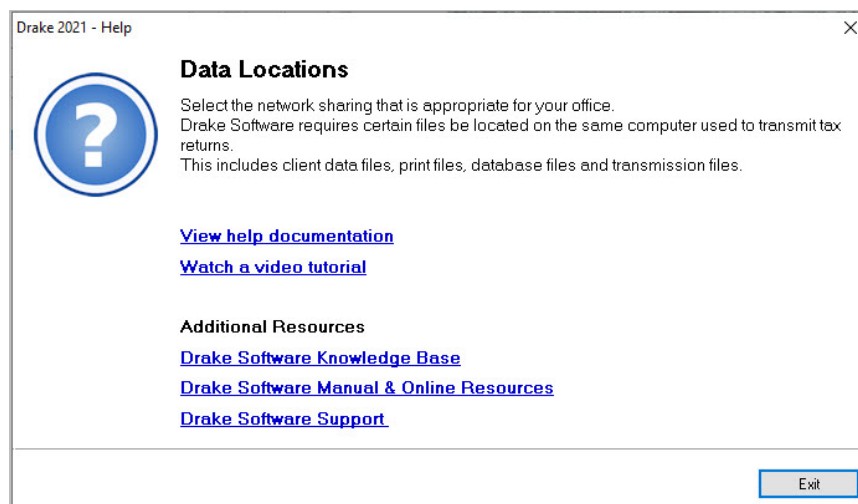 Drake 2021 - Help
Data Locations
Select the network sharing that is appropriate for your office.
Drake Software requires certain files be located on the same computer used to transmit tax
returns.
This includes client data files, print files, database files and transmission files.
View help documentation
Watch a video tutorial
Additional Resources
Drake Software Knowledge Base
Drake Software Manual & Online Resources
Drake Software Support
Exit